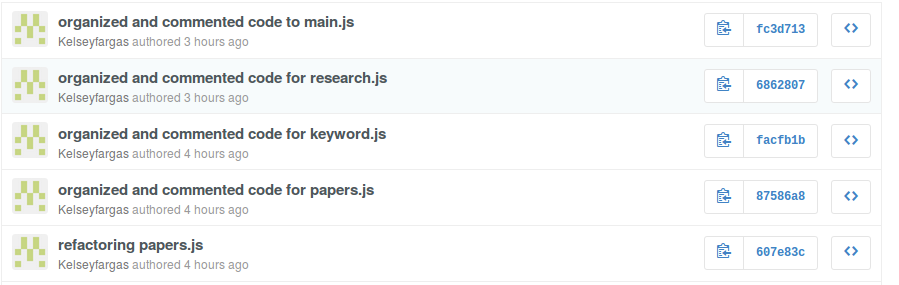 organized and commented code to main.js
Kelseyfargas authored 3 hours ago
fc3d713
organized and commented code for research.js
Kelseyfargas authored 3 hours ago
6862807
organized and commented code for keyword.js
Kelseyfargas authored 4 hours ago
facfb1b
organized and commented code for papers.js
Kelseyfargas authored 4 hours ago
87586a8
refactoring papers.js
Kelseyfargas authored 4 hours ago
607e83c